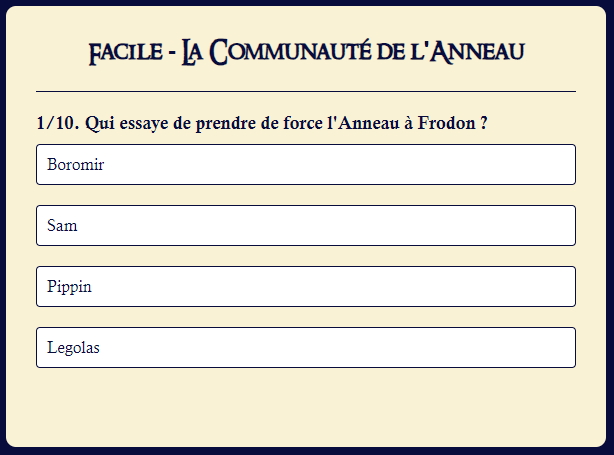 Facile - La Communauté de l'Anneau
1/10. Qui essaye de prendre de force l'Anneau à Frodon ?
Boromir
Sam
Pippin
Legolas